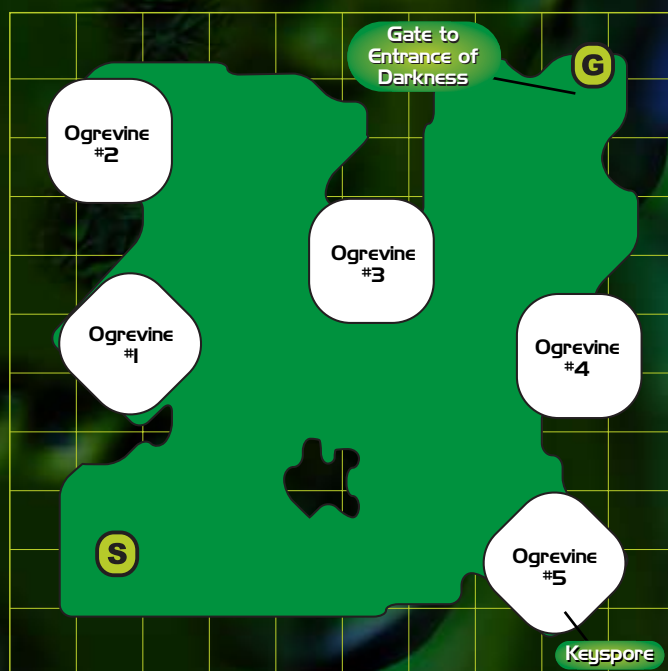 Gate to
Entrance of
Darkness
G
Ogrevine
#2
Ogrevine
#3
Ogrevine
#1
Ogrevine
#4
S
Ogrevine
#5
Keyspore